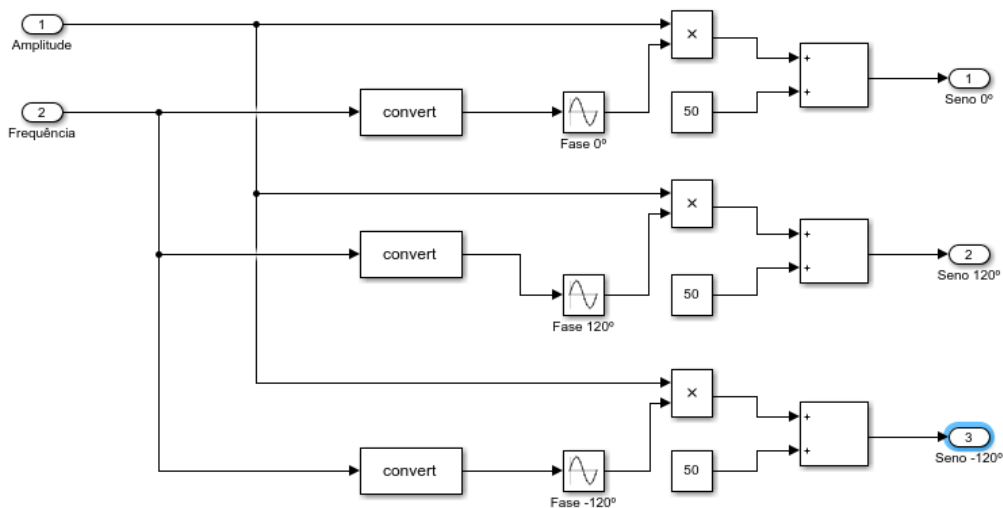 1
Amplitude
2
Frequência
convert
Fase 0º
×
50
+
+
1
Seno 0º
convert
Fase 120º
×
50
+
+
2
Seno 120º
convert
Fase -120º
×
50
+
+
3
Seno -120º